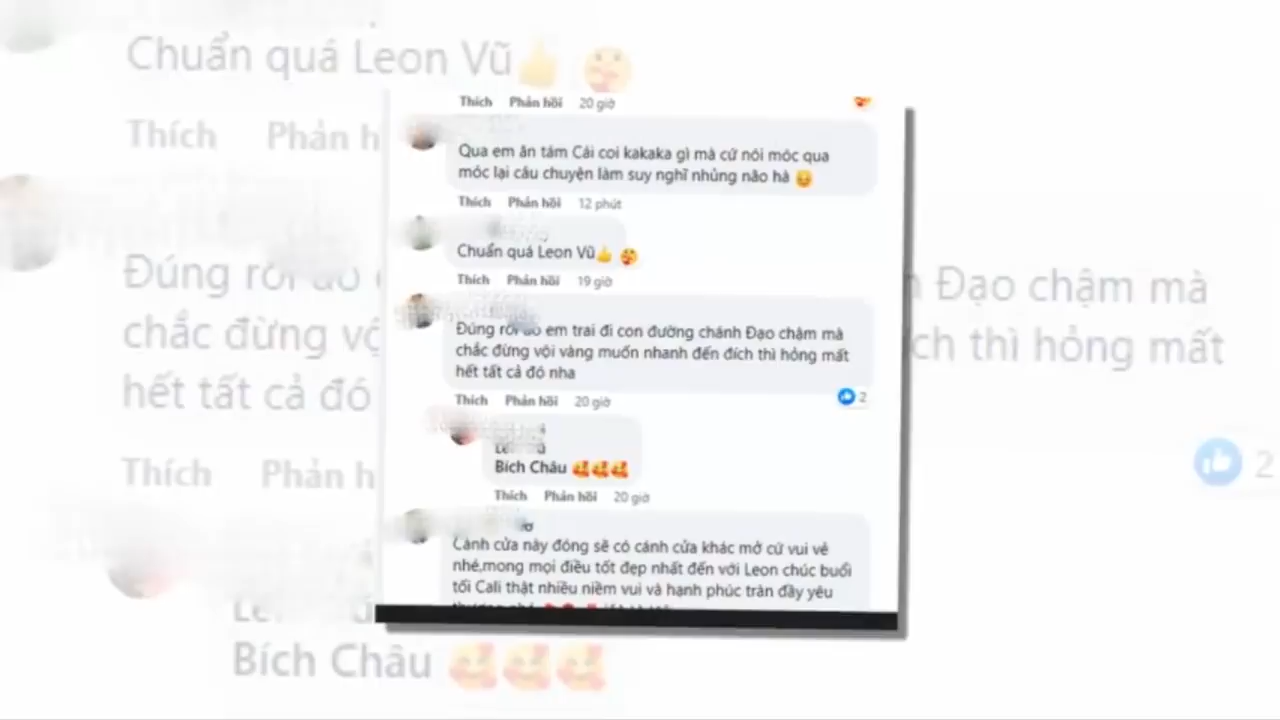 Chuẩn quá Leon Vũ
Thích Phản h
Đúng rồi
chắc đừng
hết tất cả đó
Thích Phản h
Bích Châu
Đạo chậm mà
ch thì hỏng mất
2
Thích Phản hồi 20 giờ
Qua em ăn tám Cải coi kakaka gì mà cứ nói móc qua
móc lại câu chuyện làm suy nghĩ nhủng não hà
Thích Phản hồi 12 phút
Chuẩn quá Leon Vũ
Thích Phản hồi 19 giờ
Đúng rồi đó em trai đi con đường chánh Đạo chậm mà
chắc đừng vội vàng muốn nhanh đến đích thì hỏng mất
hết tất cả đó nha
Thích Phản hồi 20 giờ
2
Bích Châu
Thích Phản hồi 20 giờ
Cánh cửa này đóng sẽ có cánh cửa khác mở cứ vui vẻ
nhé,mong mọi điều tốt đẹp nhất đến với Leon chúc buổi
tối Cali thật nhiều niềm vui và hạnh phúc tràn đầy yêu